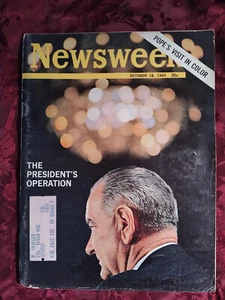 POPE'S VISIT IN COLOR
Newsweek
OCTOBER 18, 1965 35c
THE
PRESIDENT'S
OPERATION